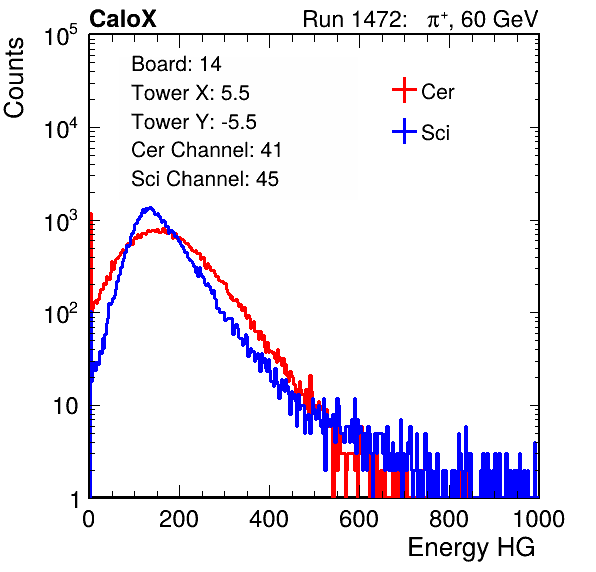 CaloX Run 1472: π⁺, 60 GeV
Counts
10⁵
10⁴
10³
10²
10
1
Board: 14
Tower X: 5.5
Tower Y: -5.5
Cer Channel: 41
Sci Channel: 45
Cer
Sci
0 200 400 600 800 1000
Energy HG